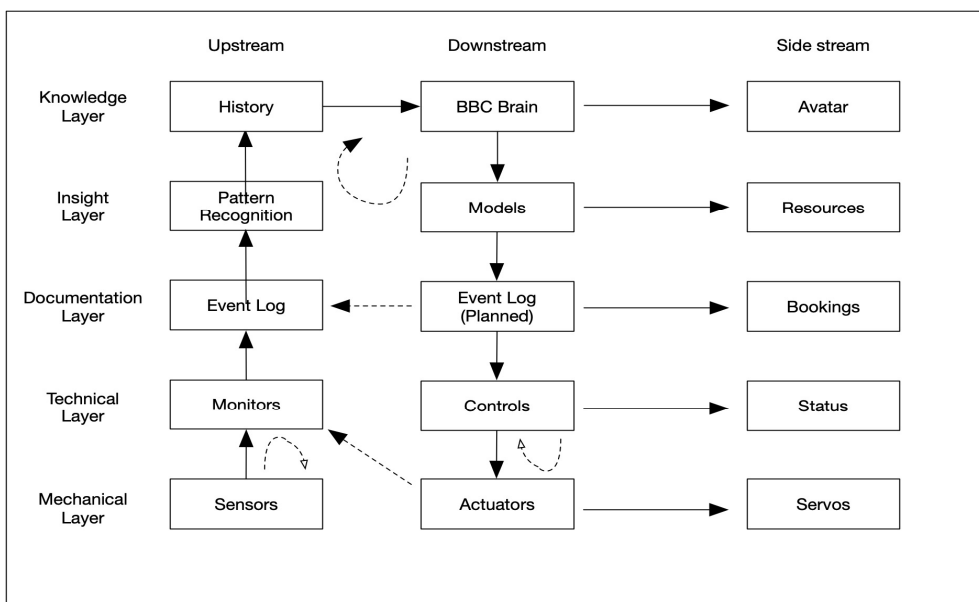 Upstream
Downstream
Side stream
Knowledge
Layer
History
BBC Brain
Avatar
Insight
Layer
Pattern
Recognition
Models
Resources
Documentation
Layer
Event Log
Event Log
(Planned)
Bookings
Technical
Layer
Monitors
Controls
Status
Mechanical
Layer
Sensors
Actuators
Servos